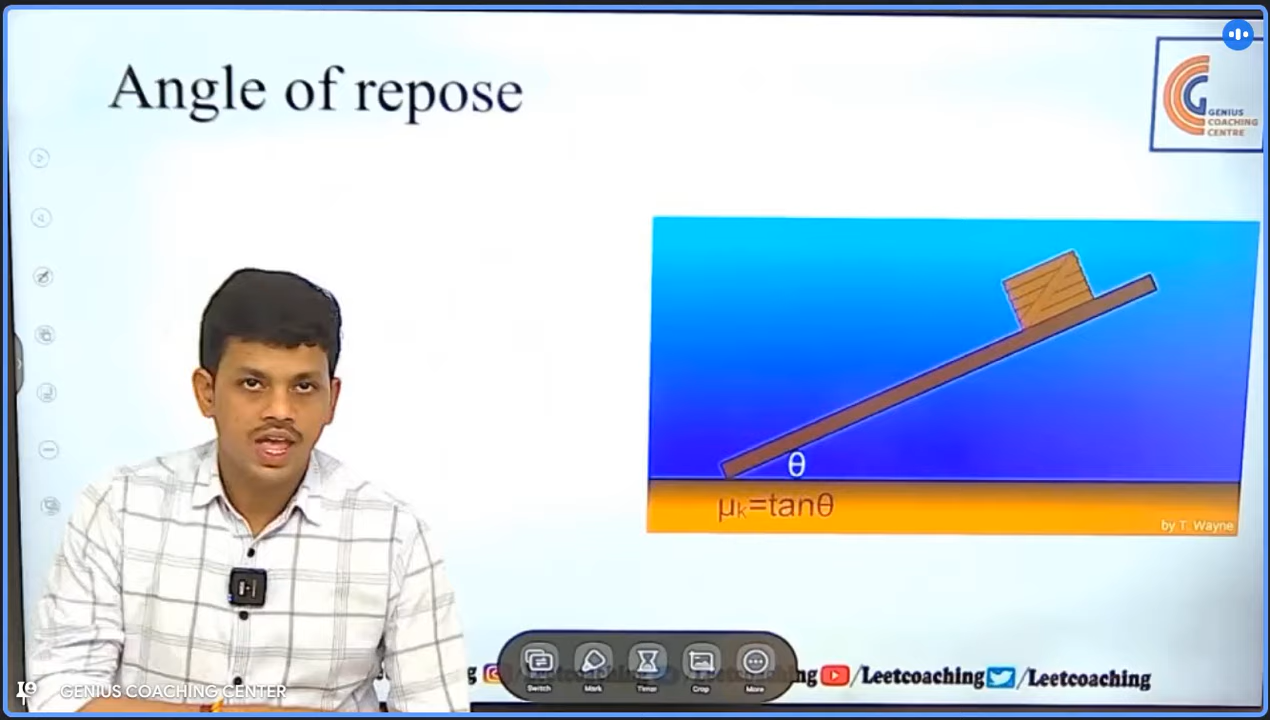 Angle of repose
GENIUS
COACHING
CENTRE
θ
μk=tanθ
by T. Wayne
Switch
Mark
Timer
Crop
More
/Leetcoaching
/Leetcoaching
GENIUS COACHING CENTER